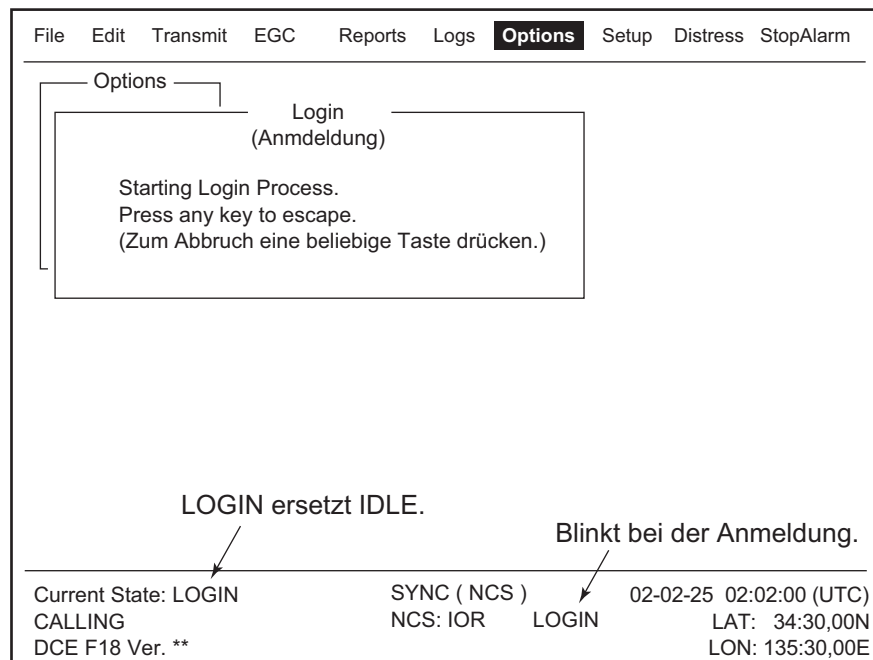 File Edit Transmit EGC Reports Logs Options Setup Distress StopAlarm
Options
Login
(Anmdeldung)
Starting Login Process.
Press any key to escape.
(Zum Abbruch eine beliebige Taste drücken.)
LOGIN ersetzt IDLE.
Blinkt bei der Anmeldung.
Current State: LOGIN SYNC ( NCS ) 02-02-25 02:02:00 (UTC)
CALLING NCS: IOR LOGIN LAT: 34:30,00N
DCE F18 Ver. ** LON: 135:30,00E